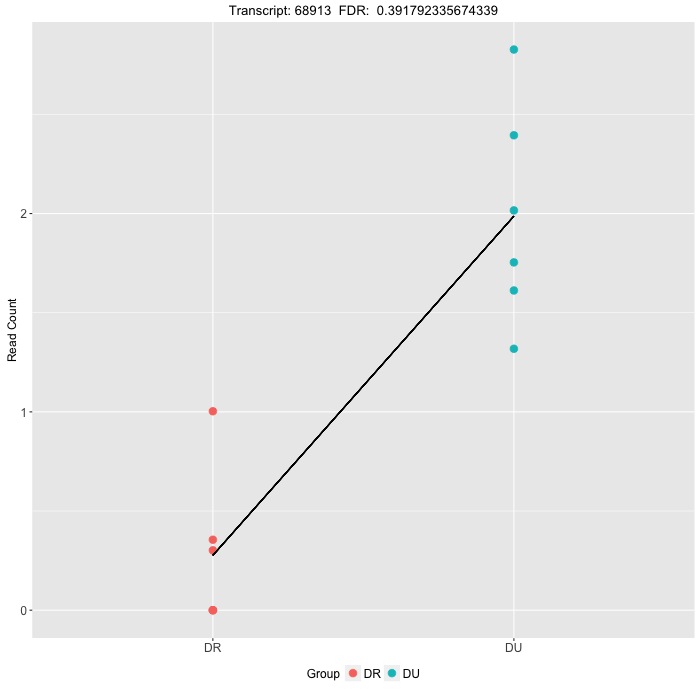 Transcript: 68913  FDR:  0.391792335674339
Read Count
2
1
0
DR DU
Group DR DU